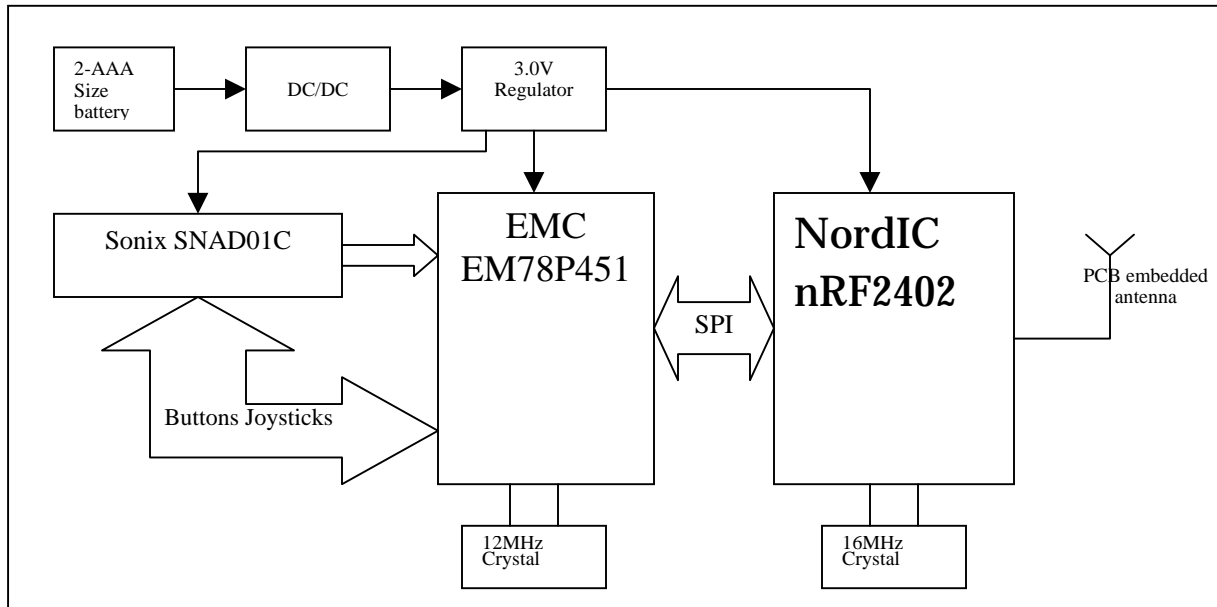 2-AAA
Size
battery
DC/DC
3.0V
Regulator
Sonix SNAD01C
EMC
EM78P451
NordIC
nRF2402
PCB embedded
antenna
SPI
Buttons Joysticks
12MHz
Crystal
16MHz
Crystal